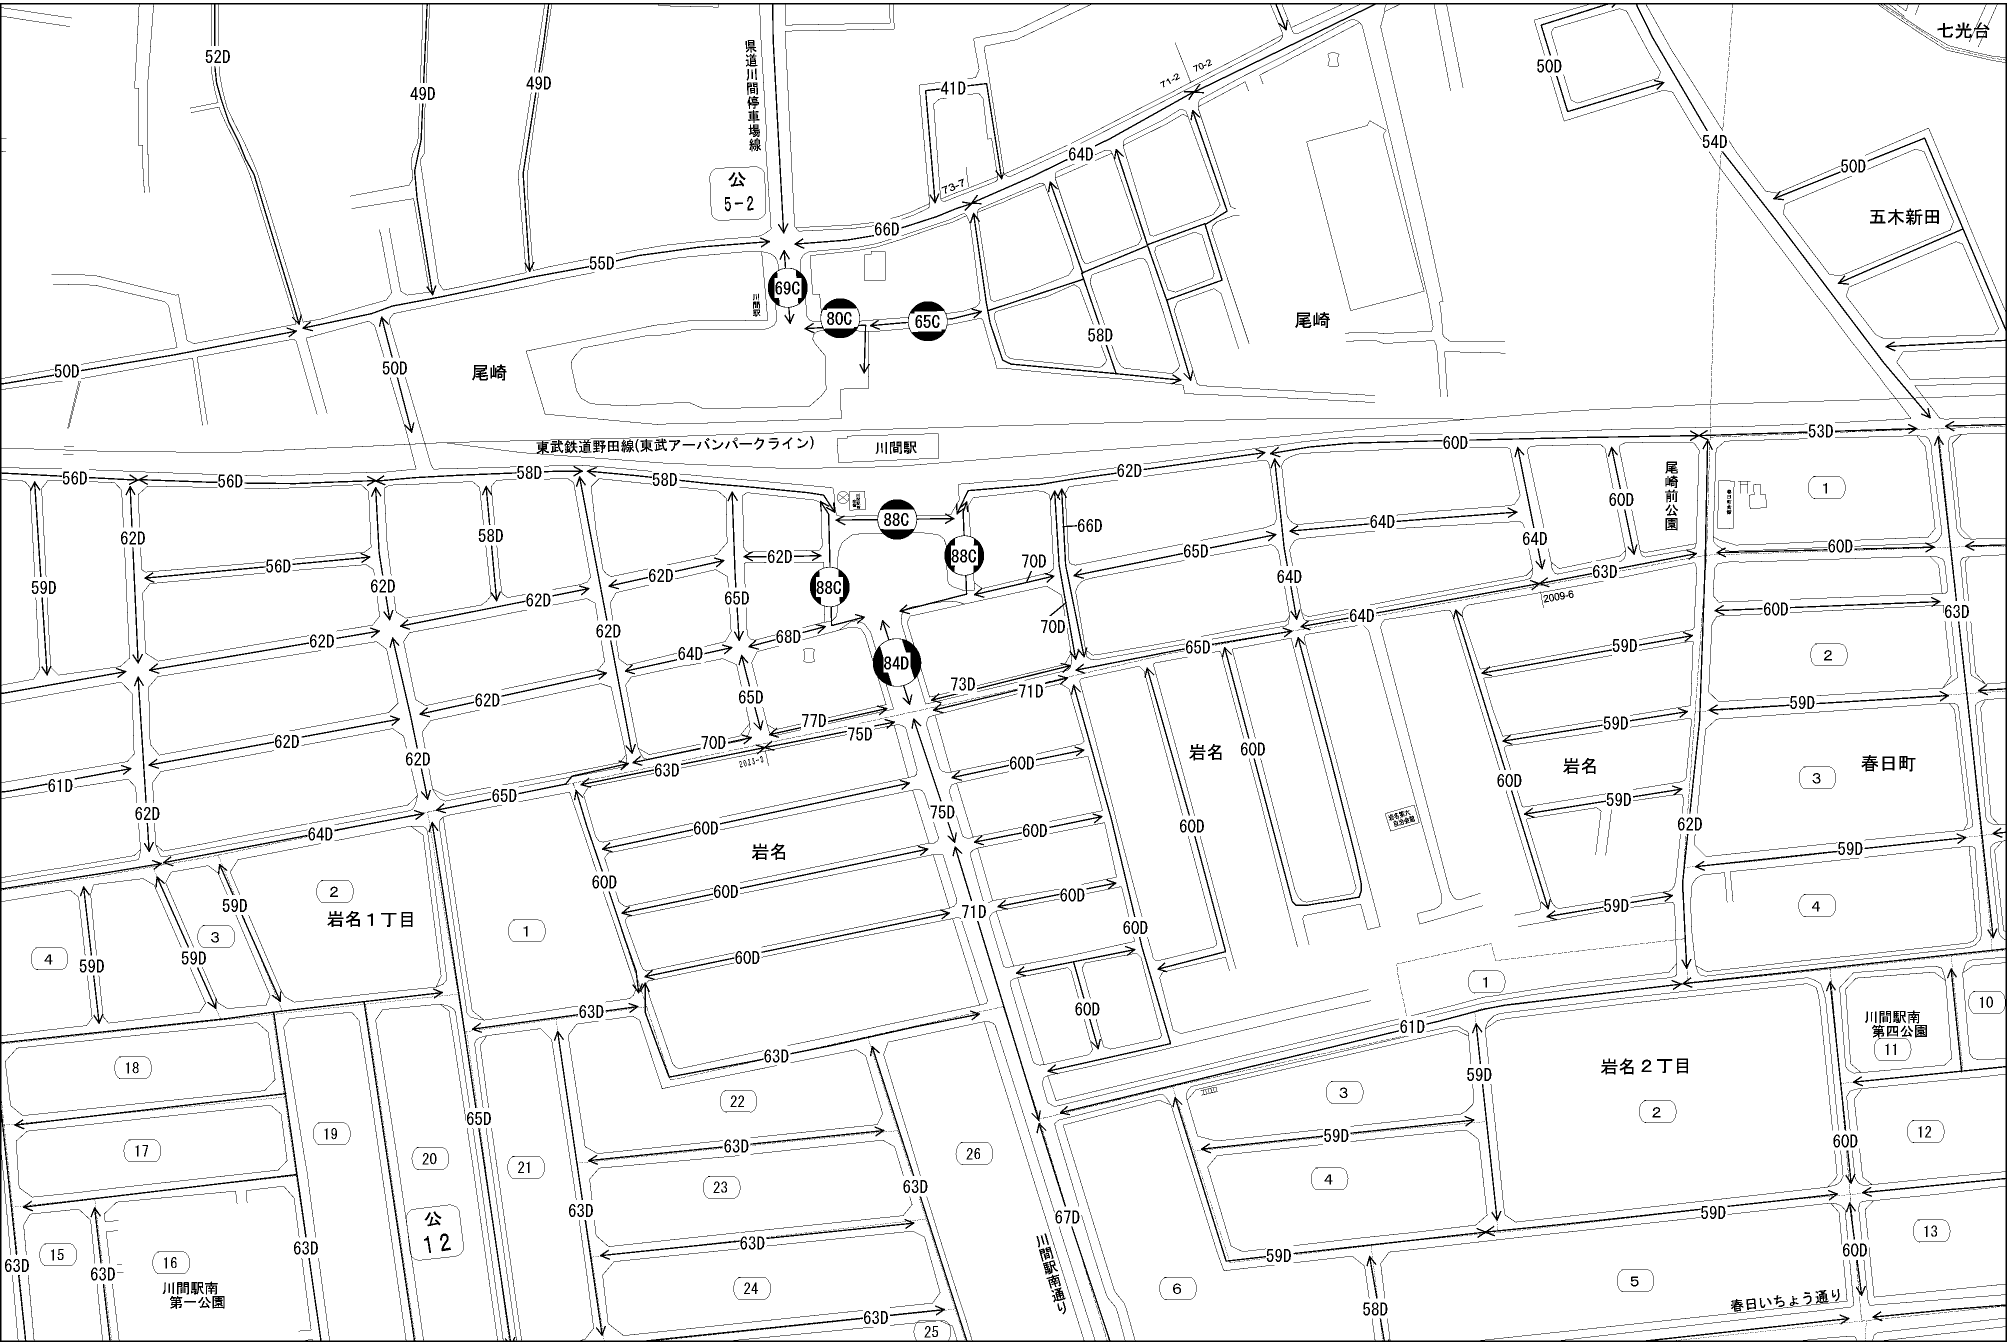 七光台
52D
49D
49D
県道川間停車場線
71-2
70-2
50D
41D
54D
64D
50D
公
5-2
73-7
五木新田
66D
55D
69C
川間駅
80C
65C
尾崎
58D
50D
50D
尾崎
東武鉄道野田線(東武アーバンパークライン)
川間駅
53D
60D
62D
58D
58D
56D
56D
尾崎前公園
1
60D
88C
66D
64D
62D
58D
64D
60D
65D
62D
88C
56D
70D
63D
64D
62D
62D
59D
88C
65D
62D
2009-6
60D
63D
64D
70D
62D
68D
62D
65D
59D
64D
84D
2
73D
71D
65D
62D
59D
77D
75D
70D
62D
岩名
60D
63D
2023-2
62D
岩名
春日町
60D
60D
3
61D
65D
59D
75D
62D
60D
60D
60D
62D
64D
岩名
59D
60D
60D
60D
2
59D
71D
59D
4
岩名１丁目
1
60D
3
4
59D
59D
60D
1
10
60D
63D
61D
川間駅南
第四公園
11
63D
18
岩名２丁目
59D
22
3
2
65D
12
19
59D
60D
17
63D
20
21
26
4
23
63D
63D
59D
67D
公
12
13
63D
63D
60D
15
63D
16
59D
5
63D
24
6
川間駅南
第一公園
川間駅南通り
春日いちょう通り
58D
63D
25